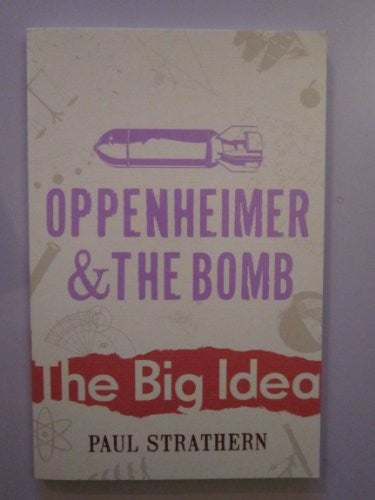 OPPENHEIMER
& THE BOMB
The Big Idea
PAUL STRATHERN